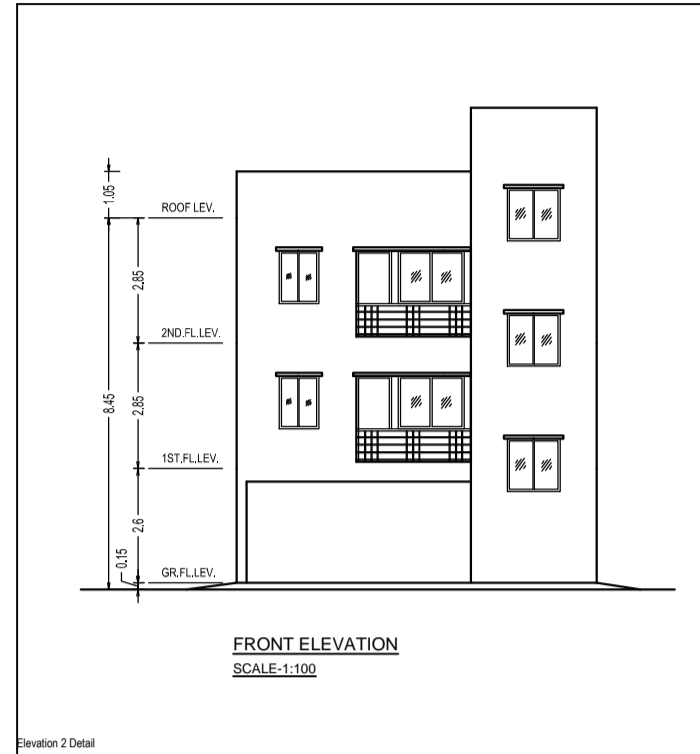 1.05
ROOF LEV.
2.85
2ND.FL.LEV.
8.45
2.85
1ST.FL.LEV.
2.6
0.15
GR.FL.LEV.
FRONT ELEVATION
SCALE-1:100
Elevation 2 Detail